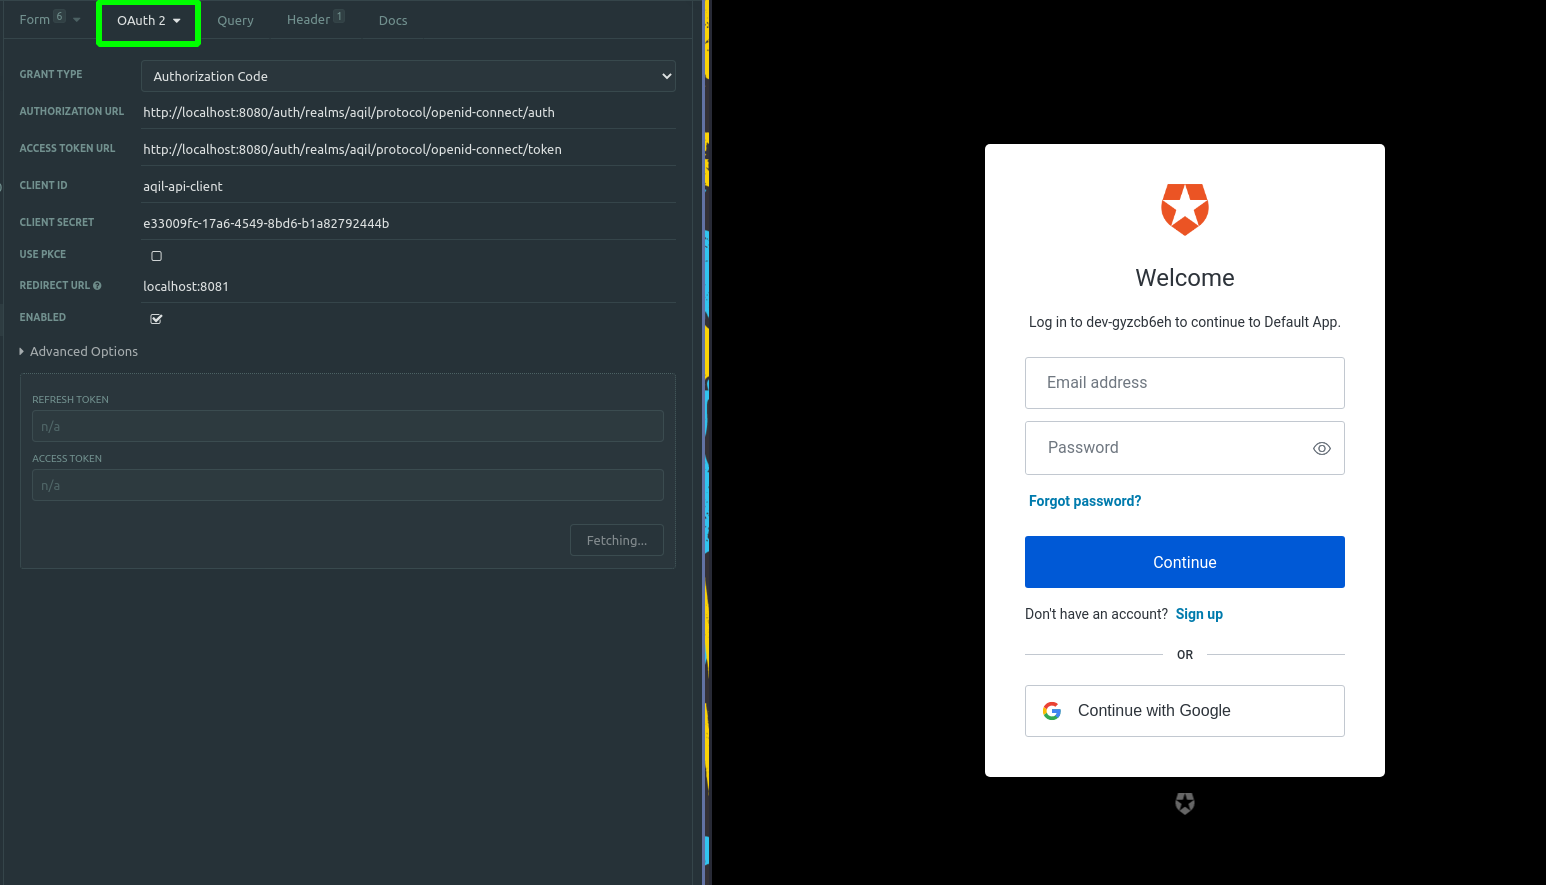 Form 6
OAuth 2
Query
Header 1
Docs
GRANT TYPE
Authorization Code
AUTHORIZATION URL
http://localhost:8080/auth/realms/aqil/protocol/openid-connect/auth
ACCESS TOKEN URL
http://localhost:8080/auth/realms/aqil/protocol/openid-connect/token
CLIENT ID
aqil-api-client
CLIENT SECRET
e33009fc-17a6-4549-8bd6-b1a82792444b
USE PKCE
REDIRECT URL
localhost:8081
ENABLED
Advanced Options
REFRESH TOKEN
n/a
ACCESS TOKEN
n/a
Fetching...
Welcome
Log in to dev-gyzcb6eh to continue to Default App.
Email address
Password
Forgot password?
Continue
Don't have an account? Sign up
OR
Continue with Google